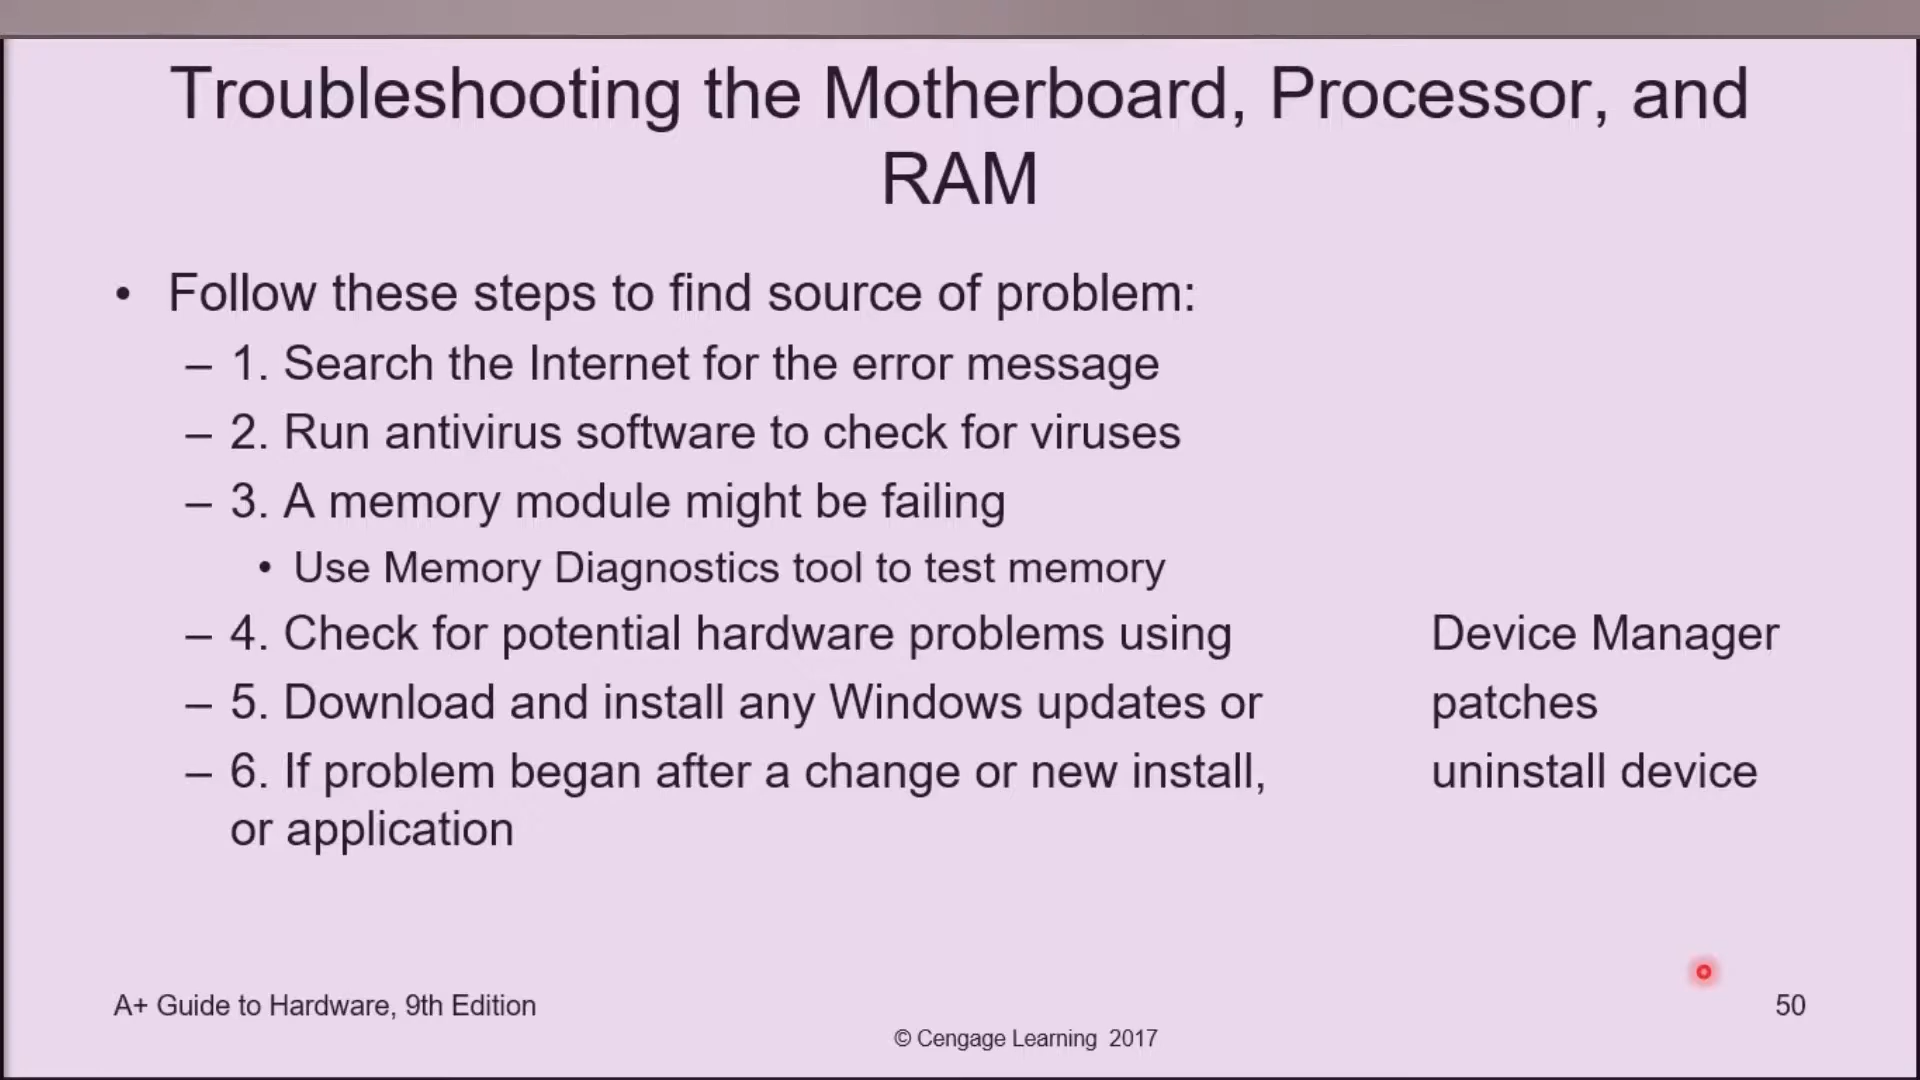 Troubleshooting the Motherboard, Processor, and
RAM
• Follow these steps to find source of problem:
– 1. Search the Internet for the error message
– 2. Run antivirus software to check for viruses
– 3. A memory module might be failing
• Use Memory Diagnostics tool to test memory
– 4. Check for potential hardware problems using Device Manager
– 5. Download and install any Windows updates or patches
– 6. If problem began after a change or new install, uninstall device
or application
A+ Guide to Hardware, 9th Edition
50
© Cengage Learning 2017